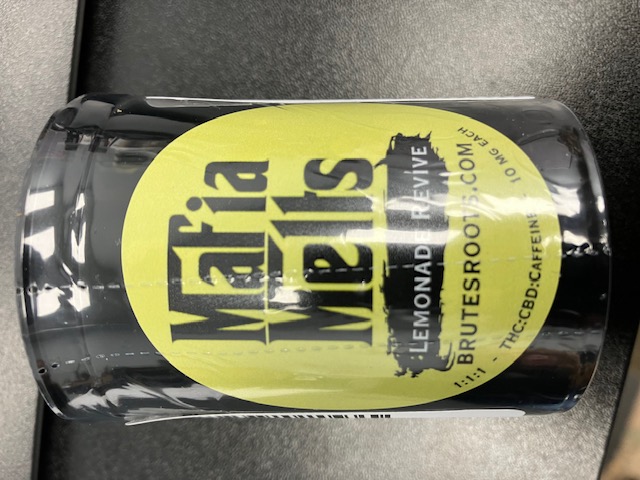 Mafia
Melts
Lemonade Revive
BRUTESROOTS.COM
1:1:1 - THC:CBD:CAFFEINE - 10 MG EACH